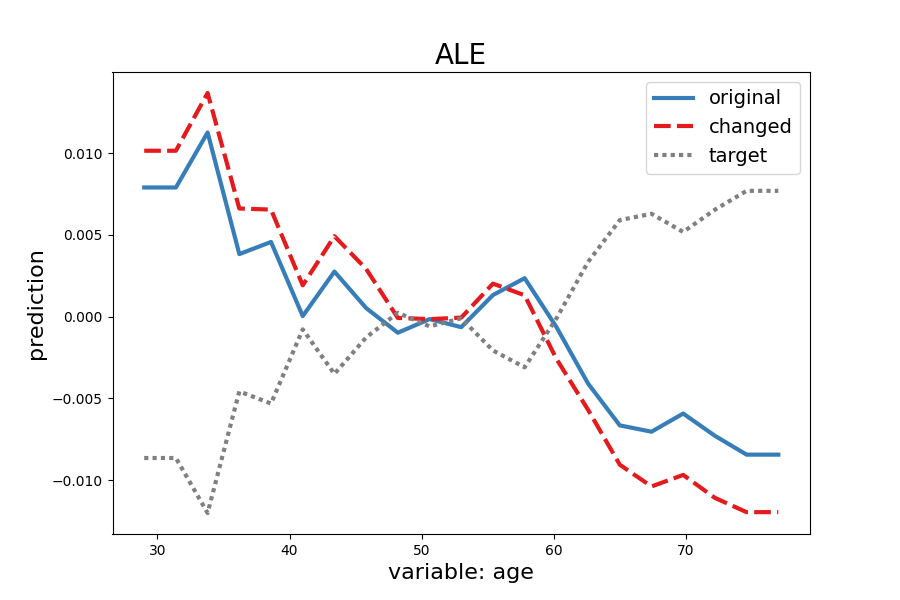 ALE
original
changed
target
0.010
0.005
0.000
−0.005
−0.010
prediction
30 40 50 60 70
variable: age